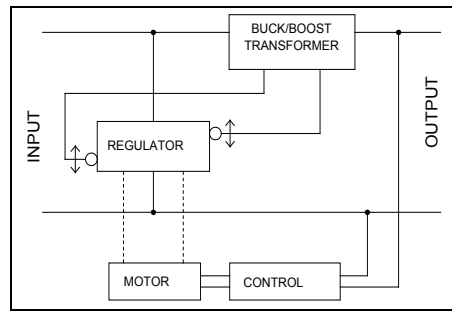 BUCK/BOOST
TRANSFORMER
INPUT
OUTPUT
REGULATOR
MOTOR
CONTROL